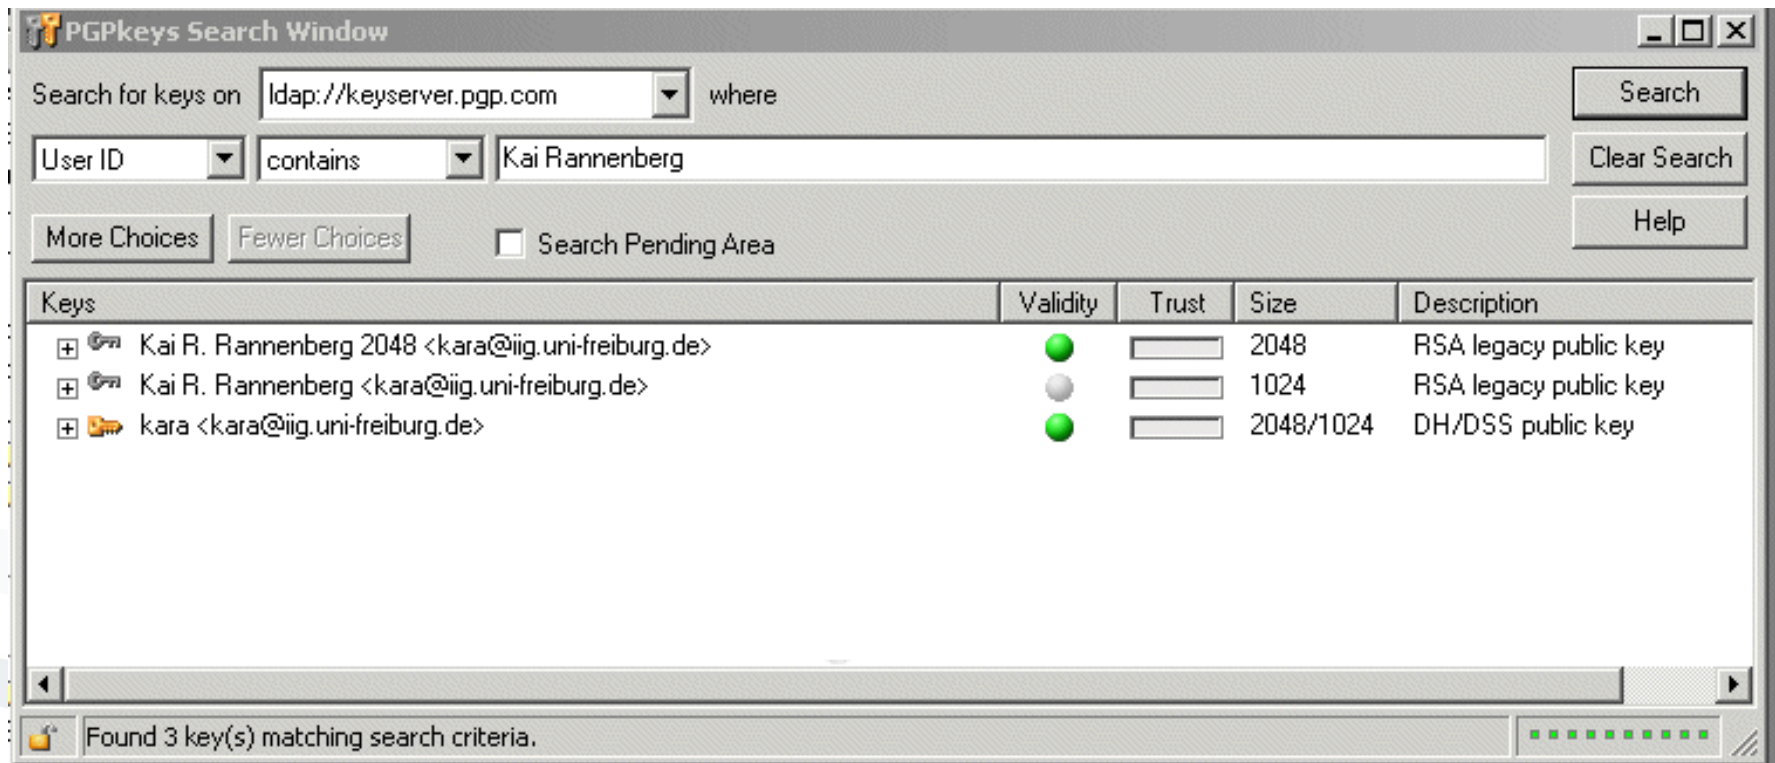 PGPkeys Search Window
Search for keys on ldap://keyserver.pgp.com where Search
User ID contains Kai Rannenberg Clear Search
More Choices Fewer Choices Search Pending Area Help
Keys Validity Trust Size Description
Kai R. Rannenberg 2048 <kara@iig.uni-freiburg.de> 2048 RSA legacy public key
Kai R. Rannenberg <kara@iig.uni-freiburg.de> 1024 RSA legacy public key
kara <kara@iig.uni-freiburg.de> 2048/1024 DH/DSS public key
Found 3 key(s) matching search criteria.